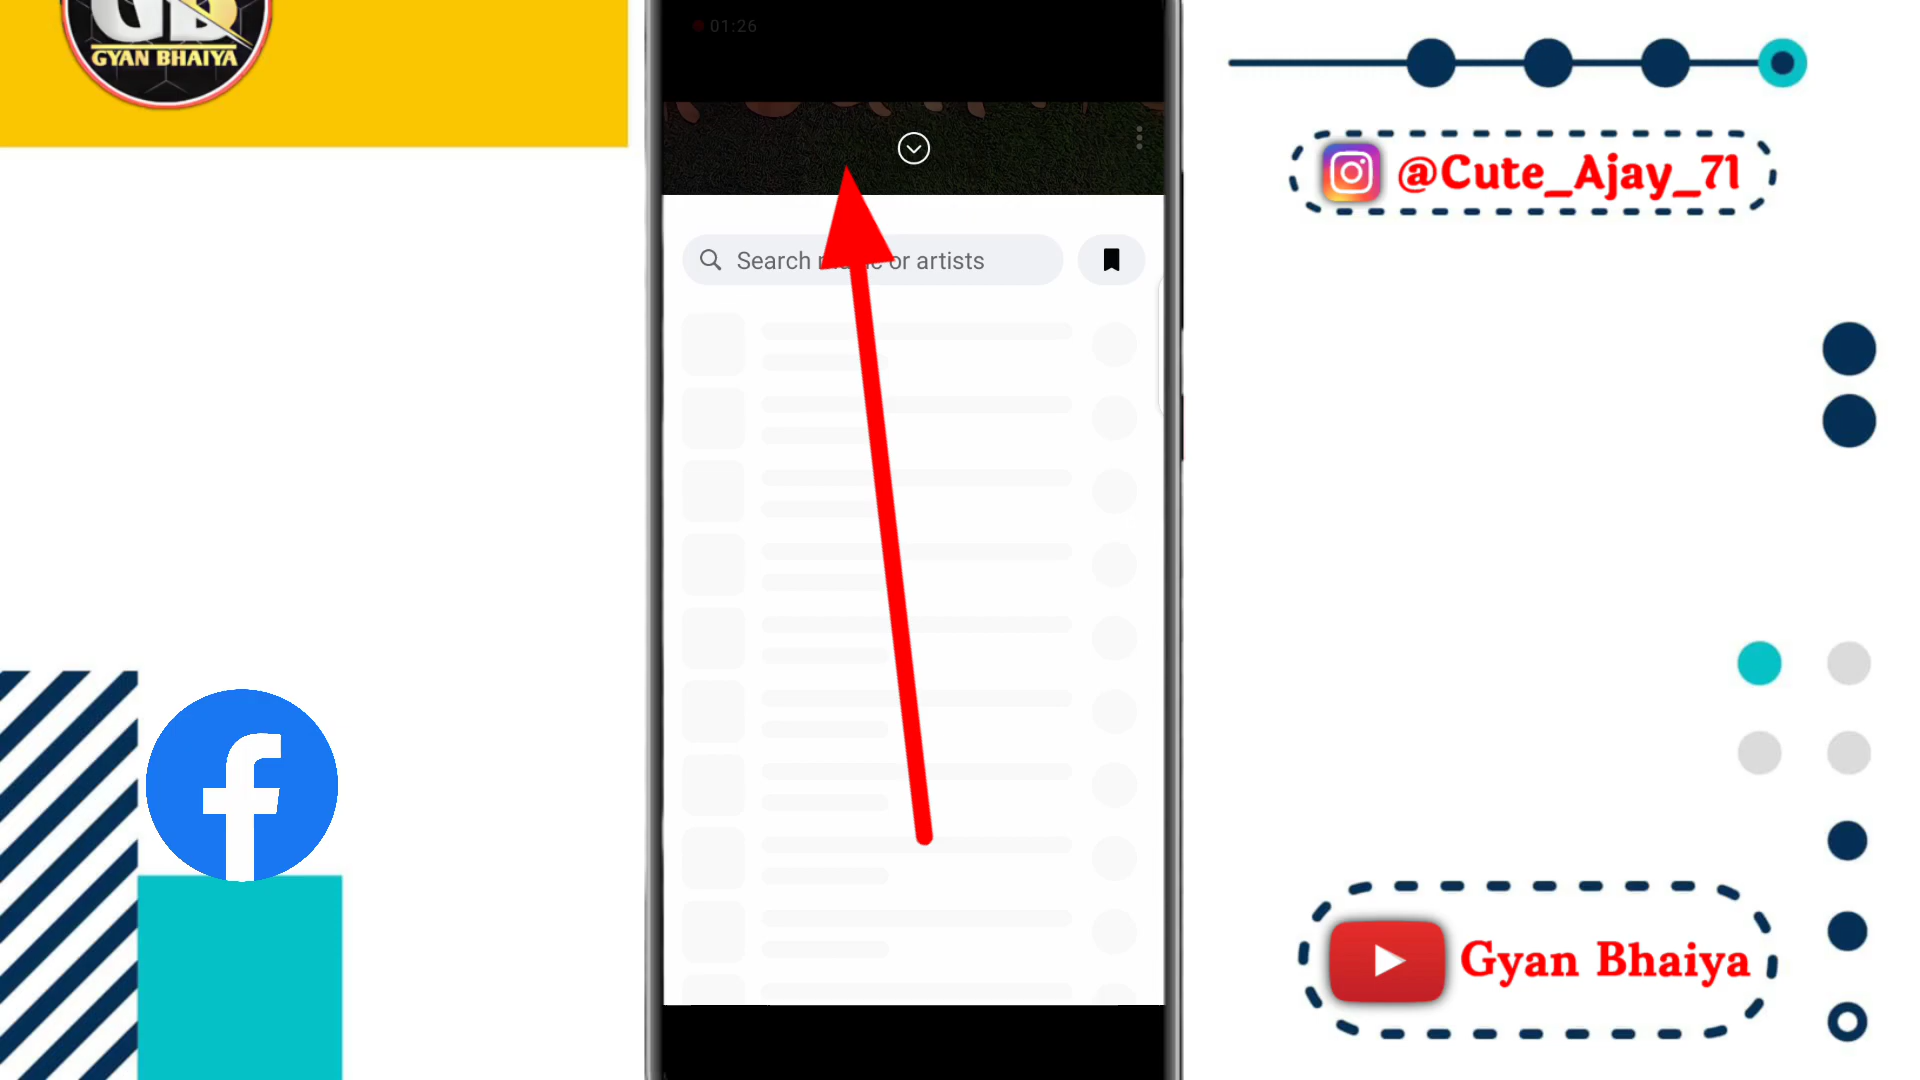 GYAN BHAIYA
01:26
@Cute_Ajay_71
Search or artists
Gyan Bhaiya